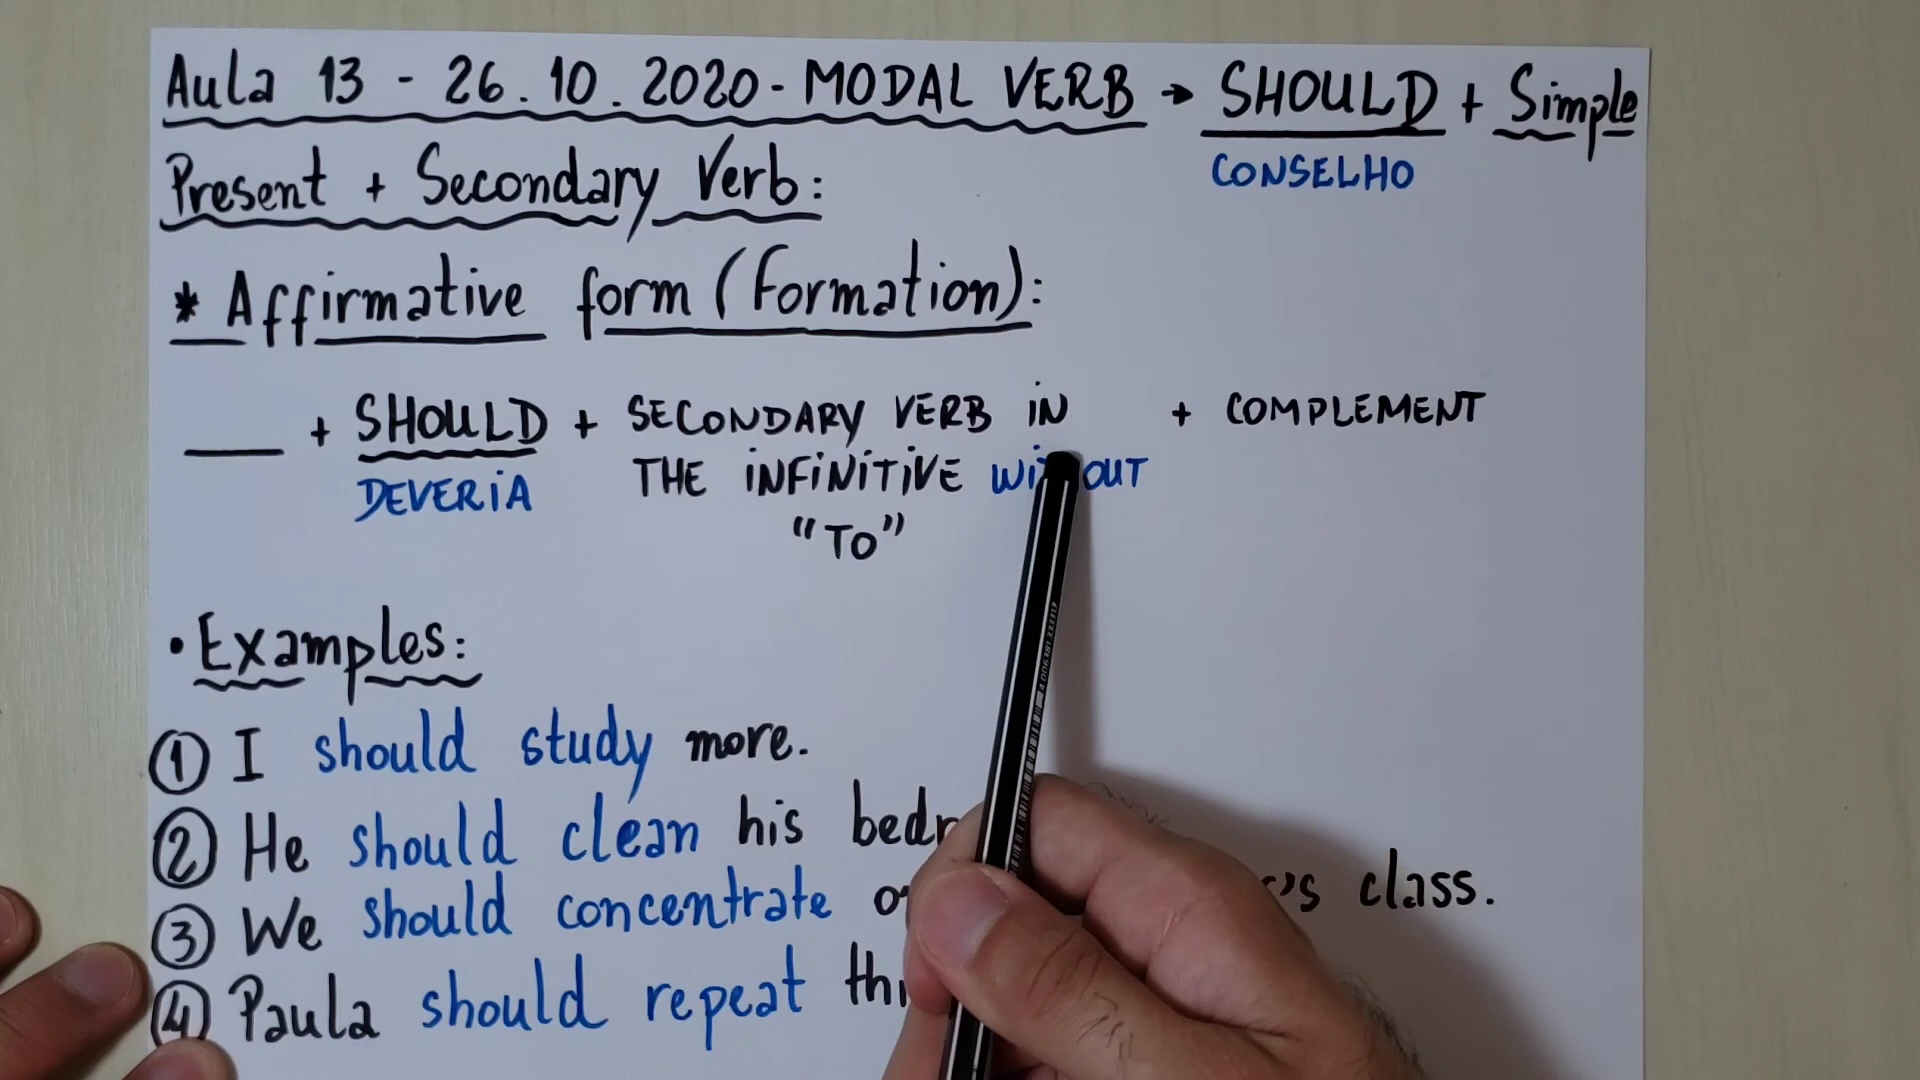 Aula 13 - 26.10.2020 - MODAL VERB → SHOULD + Simple
CONSELHO
Present + Secondary Verb:
* Affirmative form (Formation):
___ + SHOULD + SECONDARY VERB IN + COMPLEMENT
DEVERIA THE INFINITIVE
"TO"
• Examples:
① I should study more.
② He should clean his
③ We should concentrate class.
④ Paula should repeat